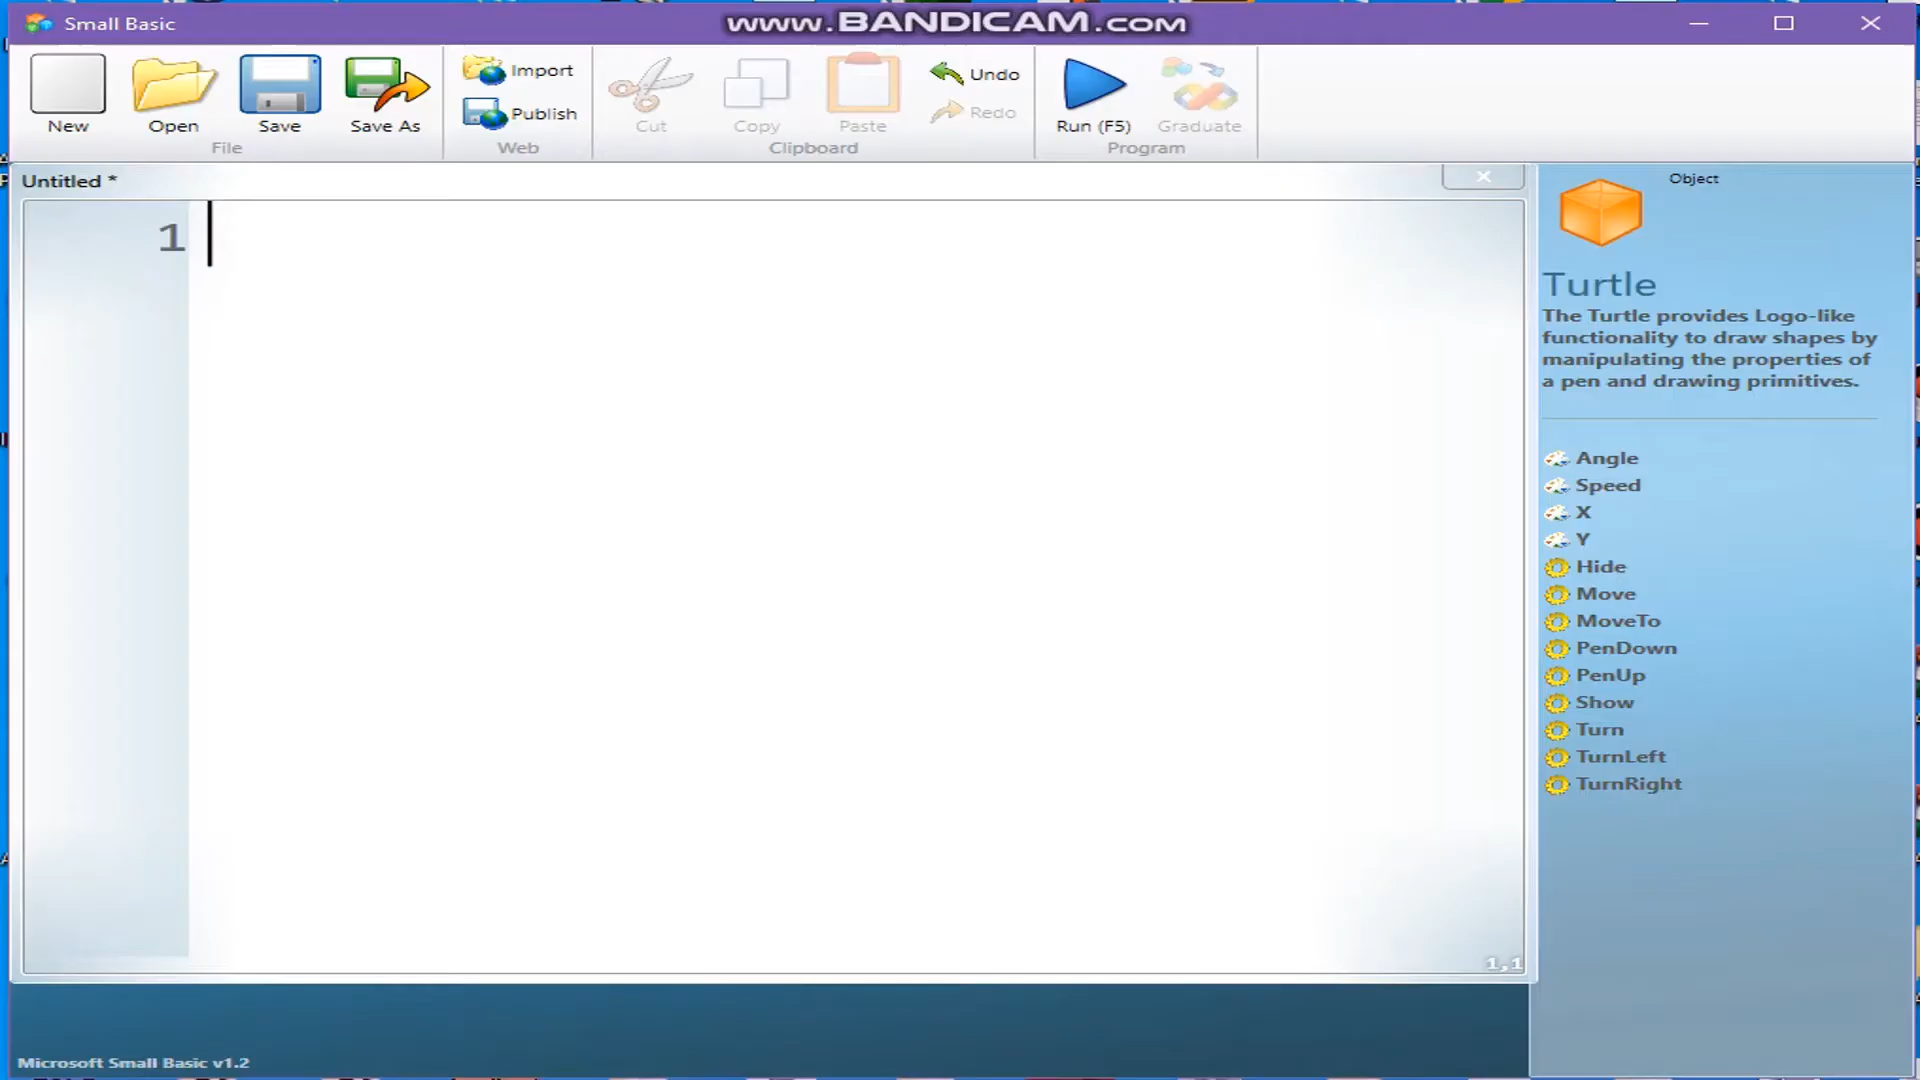 Small Basic
www.BANDICAM.com
New
Open
Save
Save As
File
Import
Publish
Web
Cut
Copy
Paste
Clipboard
Undo
Redo
Run (F5)
Graduate
Program
Untitled *
1
1,1
Object
Turtle
The Turtle provides Logo-like
functionality to draw shapes by
manipulating the properties of
a pen and drawing primitives.
Angle
Speed
X
Y
Hide
Move
MoveTo
PenDown
PenUp
Show
Turn
TurnLeft
TurnRight
Microsoft Small Basic v1.2